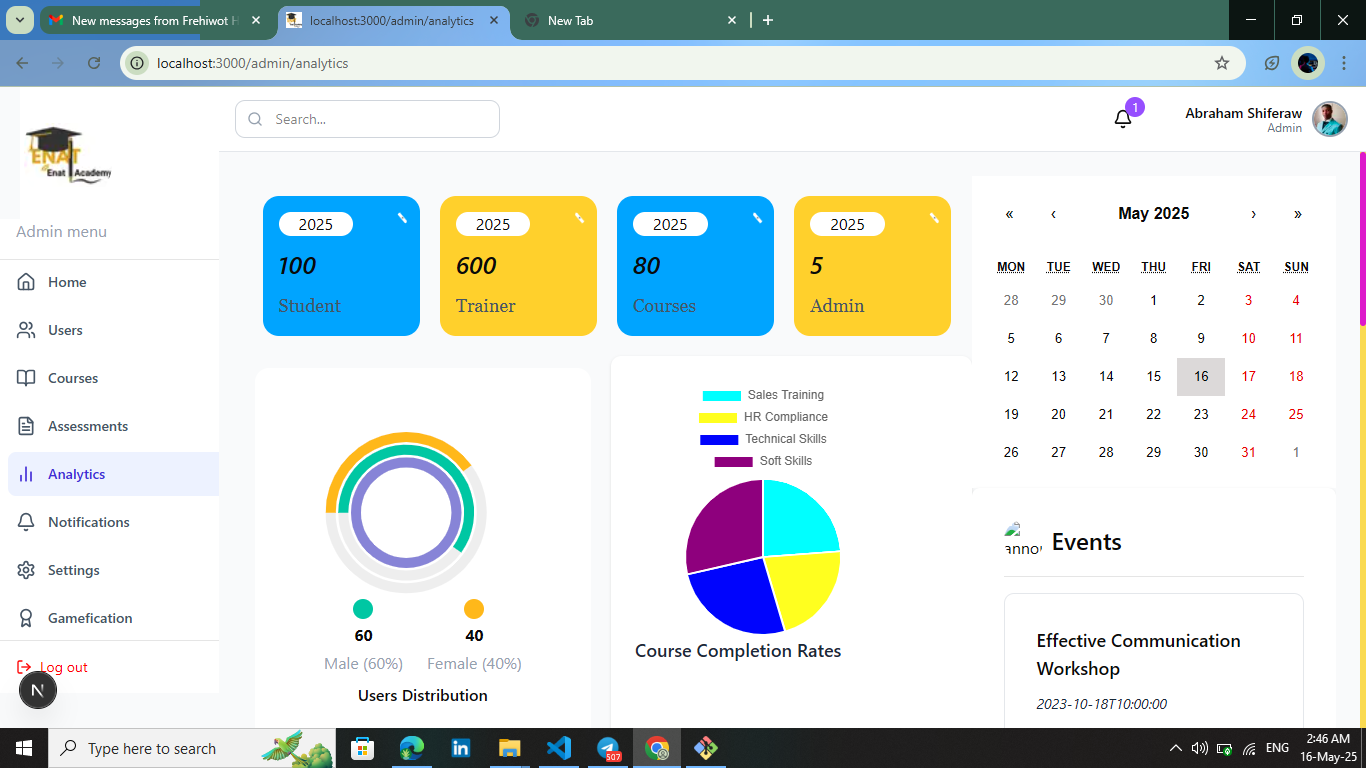 New messages from Frehiwot H
localhost:3000/admin/analytics
New Tab
localhost:3000/admin/analytics
ENAT
Enat Academy
Search...
1
Abraham Shiferaw
Admin
Admin menu
Home
Users
Courses
Assessments
Analytics
Notifications
Settings
Gamefication
Log out
N
2025
100
Student
2025
600
Trainer
2025
80
Courses
2025
5
Admin
Sales Training
HR Compliance
Technical Skills
Soft Skills
Course Completion Rates
60
40
Male (60%)
Female (40%)
Users Distribution
« ‹ May 2025 › »
MON TUE WED THU FRI SAT SUN
28 29 30 1 2 3 4
5 6 7 8 9 10 11
12 13 14 15 16 17 18
19 20 21 22 23 24 25
26 27 28 29 30 31 1
Events
Effective Communication
Workshop
2023-10-18T10:00:00
Type here to search
507
ENG
2:46 AM
16-May-25